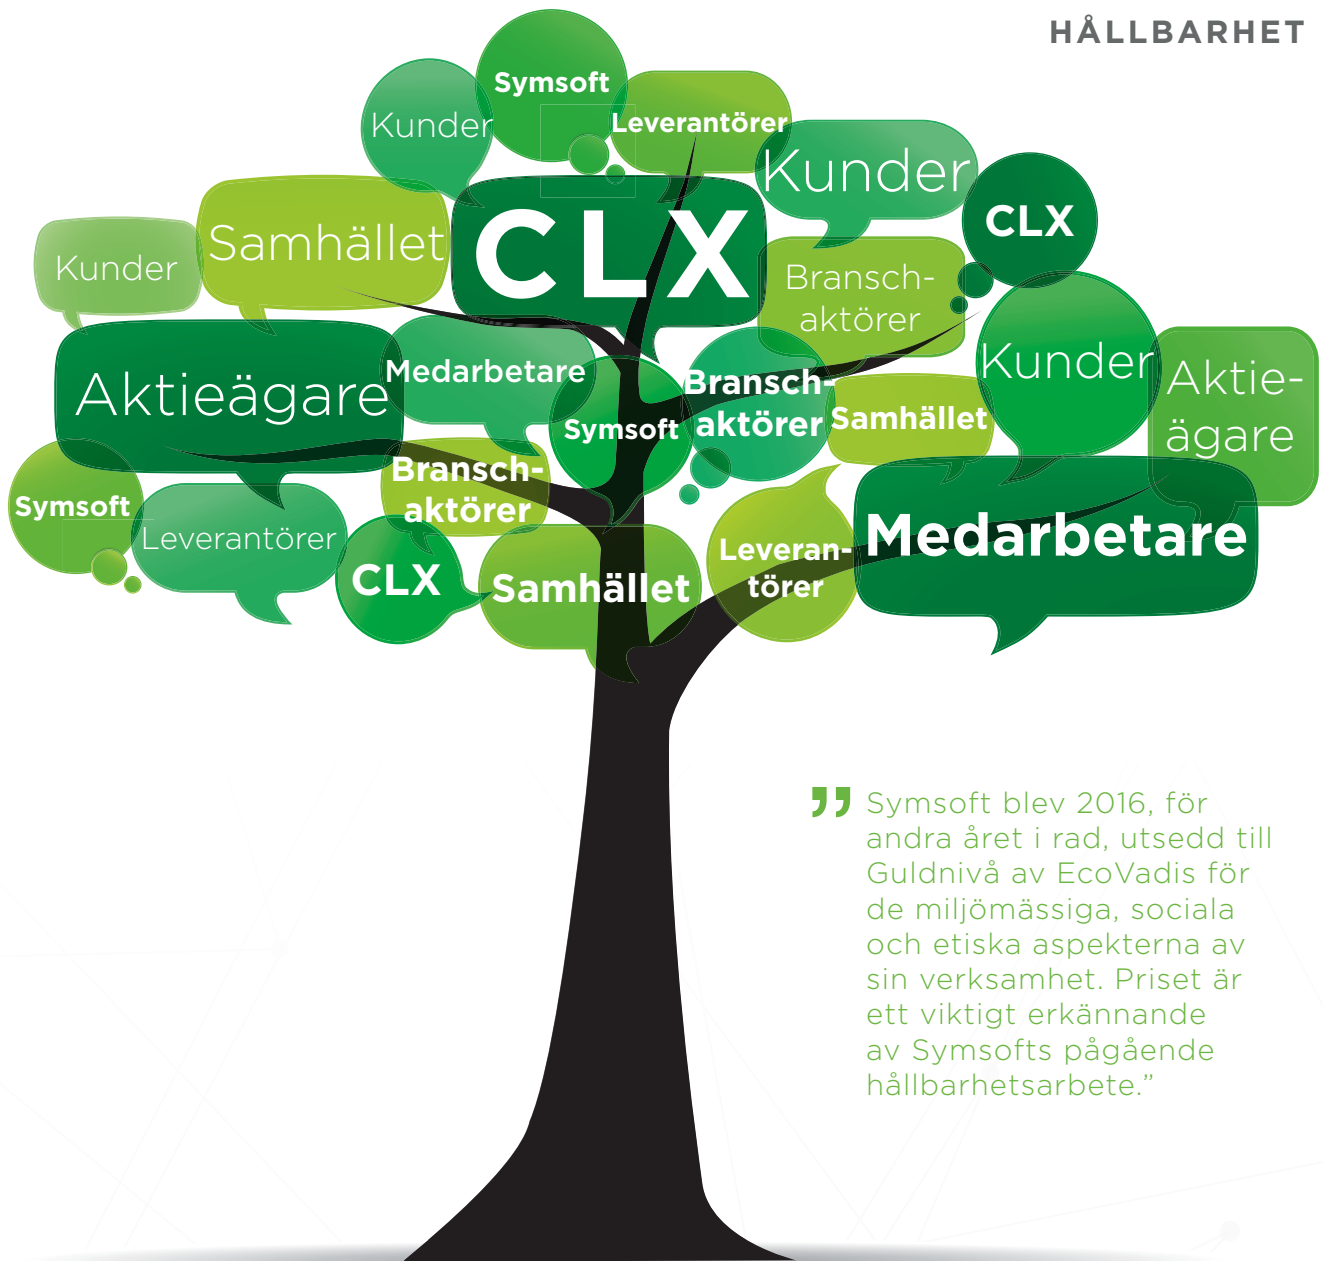 HÅLLBARHET
Symsoft
Kunder
Leverantörer
Kunder
CLX
CLX
Samhället
Kunder
Bransch-
aktörer
Kunder
Aktieägare
Medarbetare
Symsoft
Bransch-
aktörer
Samhället
Aktie-
ägare
Symsoft
Leverantörer
Bransch-
aktörer
CLX
Samhället
Leveran-
törer
Medarbetare
” Symsoft blev 2016, för
andra året i rad, utsedd till
Guldnivå av EcoVadis för
de miljömässiga, sociala
och etiska aspekterna av
sin verksamhet. Priset är
ett viktigt erkännande
av Symsofts pågående
hållbarhetsarbete.”